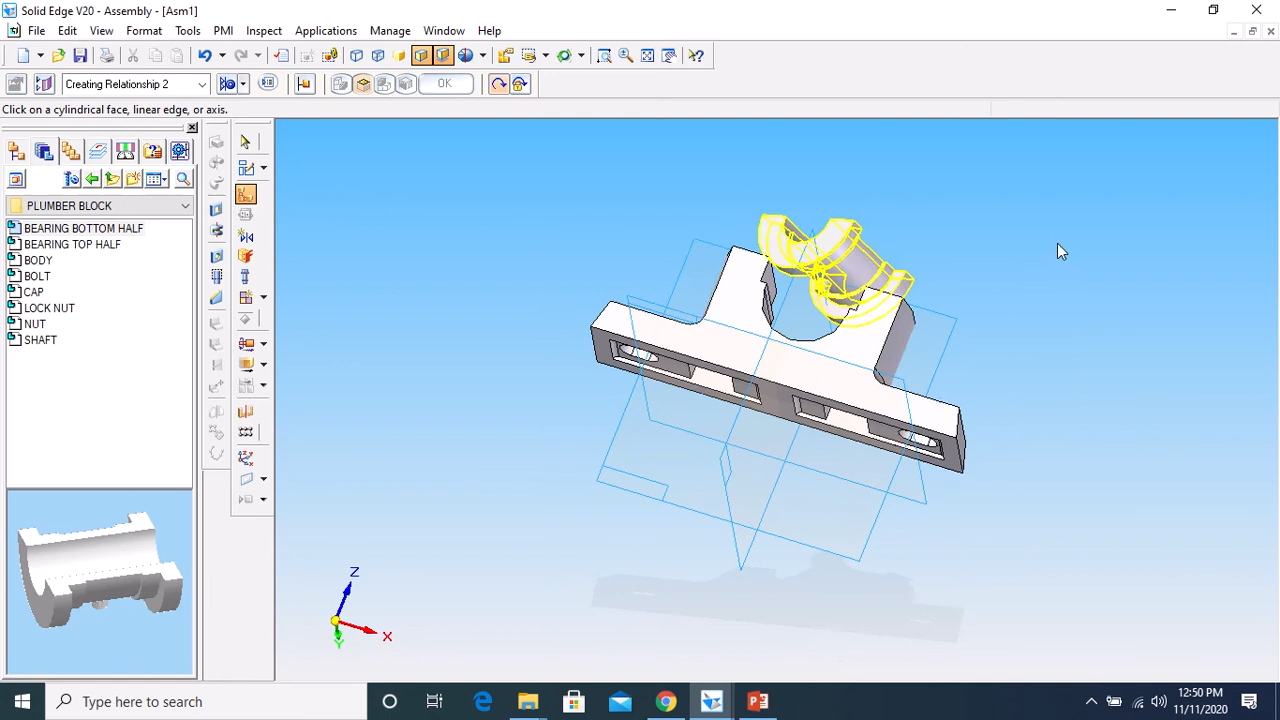 Solid Edge V20 - Assembly - [Asm1]
File Edit View Format Tools PMI Inspect Applications Manage Window Help
Creating Relationship 2
OK
Click on a cylindrical face, linear edge, or axis.
PLUMBER BLOCK
BEARING BOTTOM HALF
BEARING TOP HALF
BODY
BOLT
CAP
LOCK NUT
NUT
SHAFT
Z
X
Y
Type here to search
12:50 PM
11/11/2020